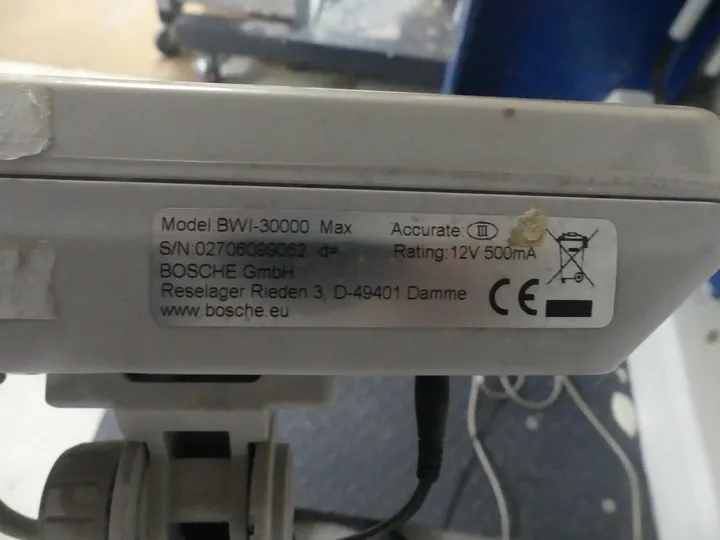 Model:BWI-30000 Max Accurate: III
S/N:02706099062 d= Rating:12V 500mA
BOSCHE GmbH
Reselager Rieden 3, D-49401 Damme
www.bosche.eu
CE